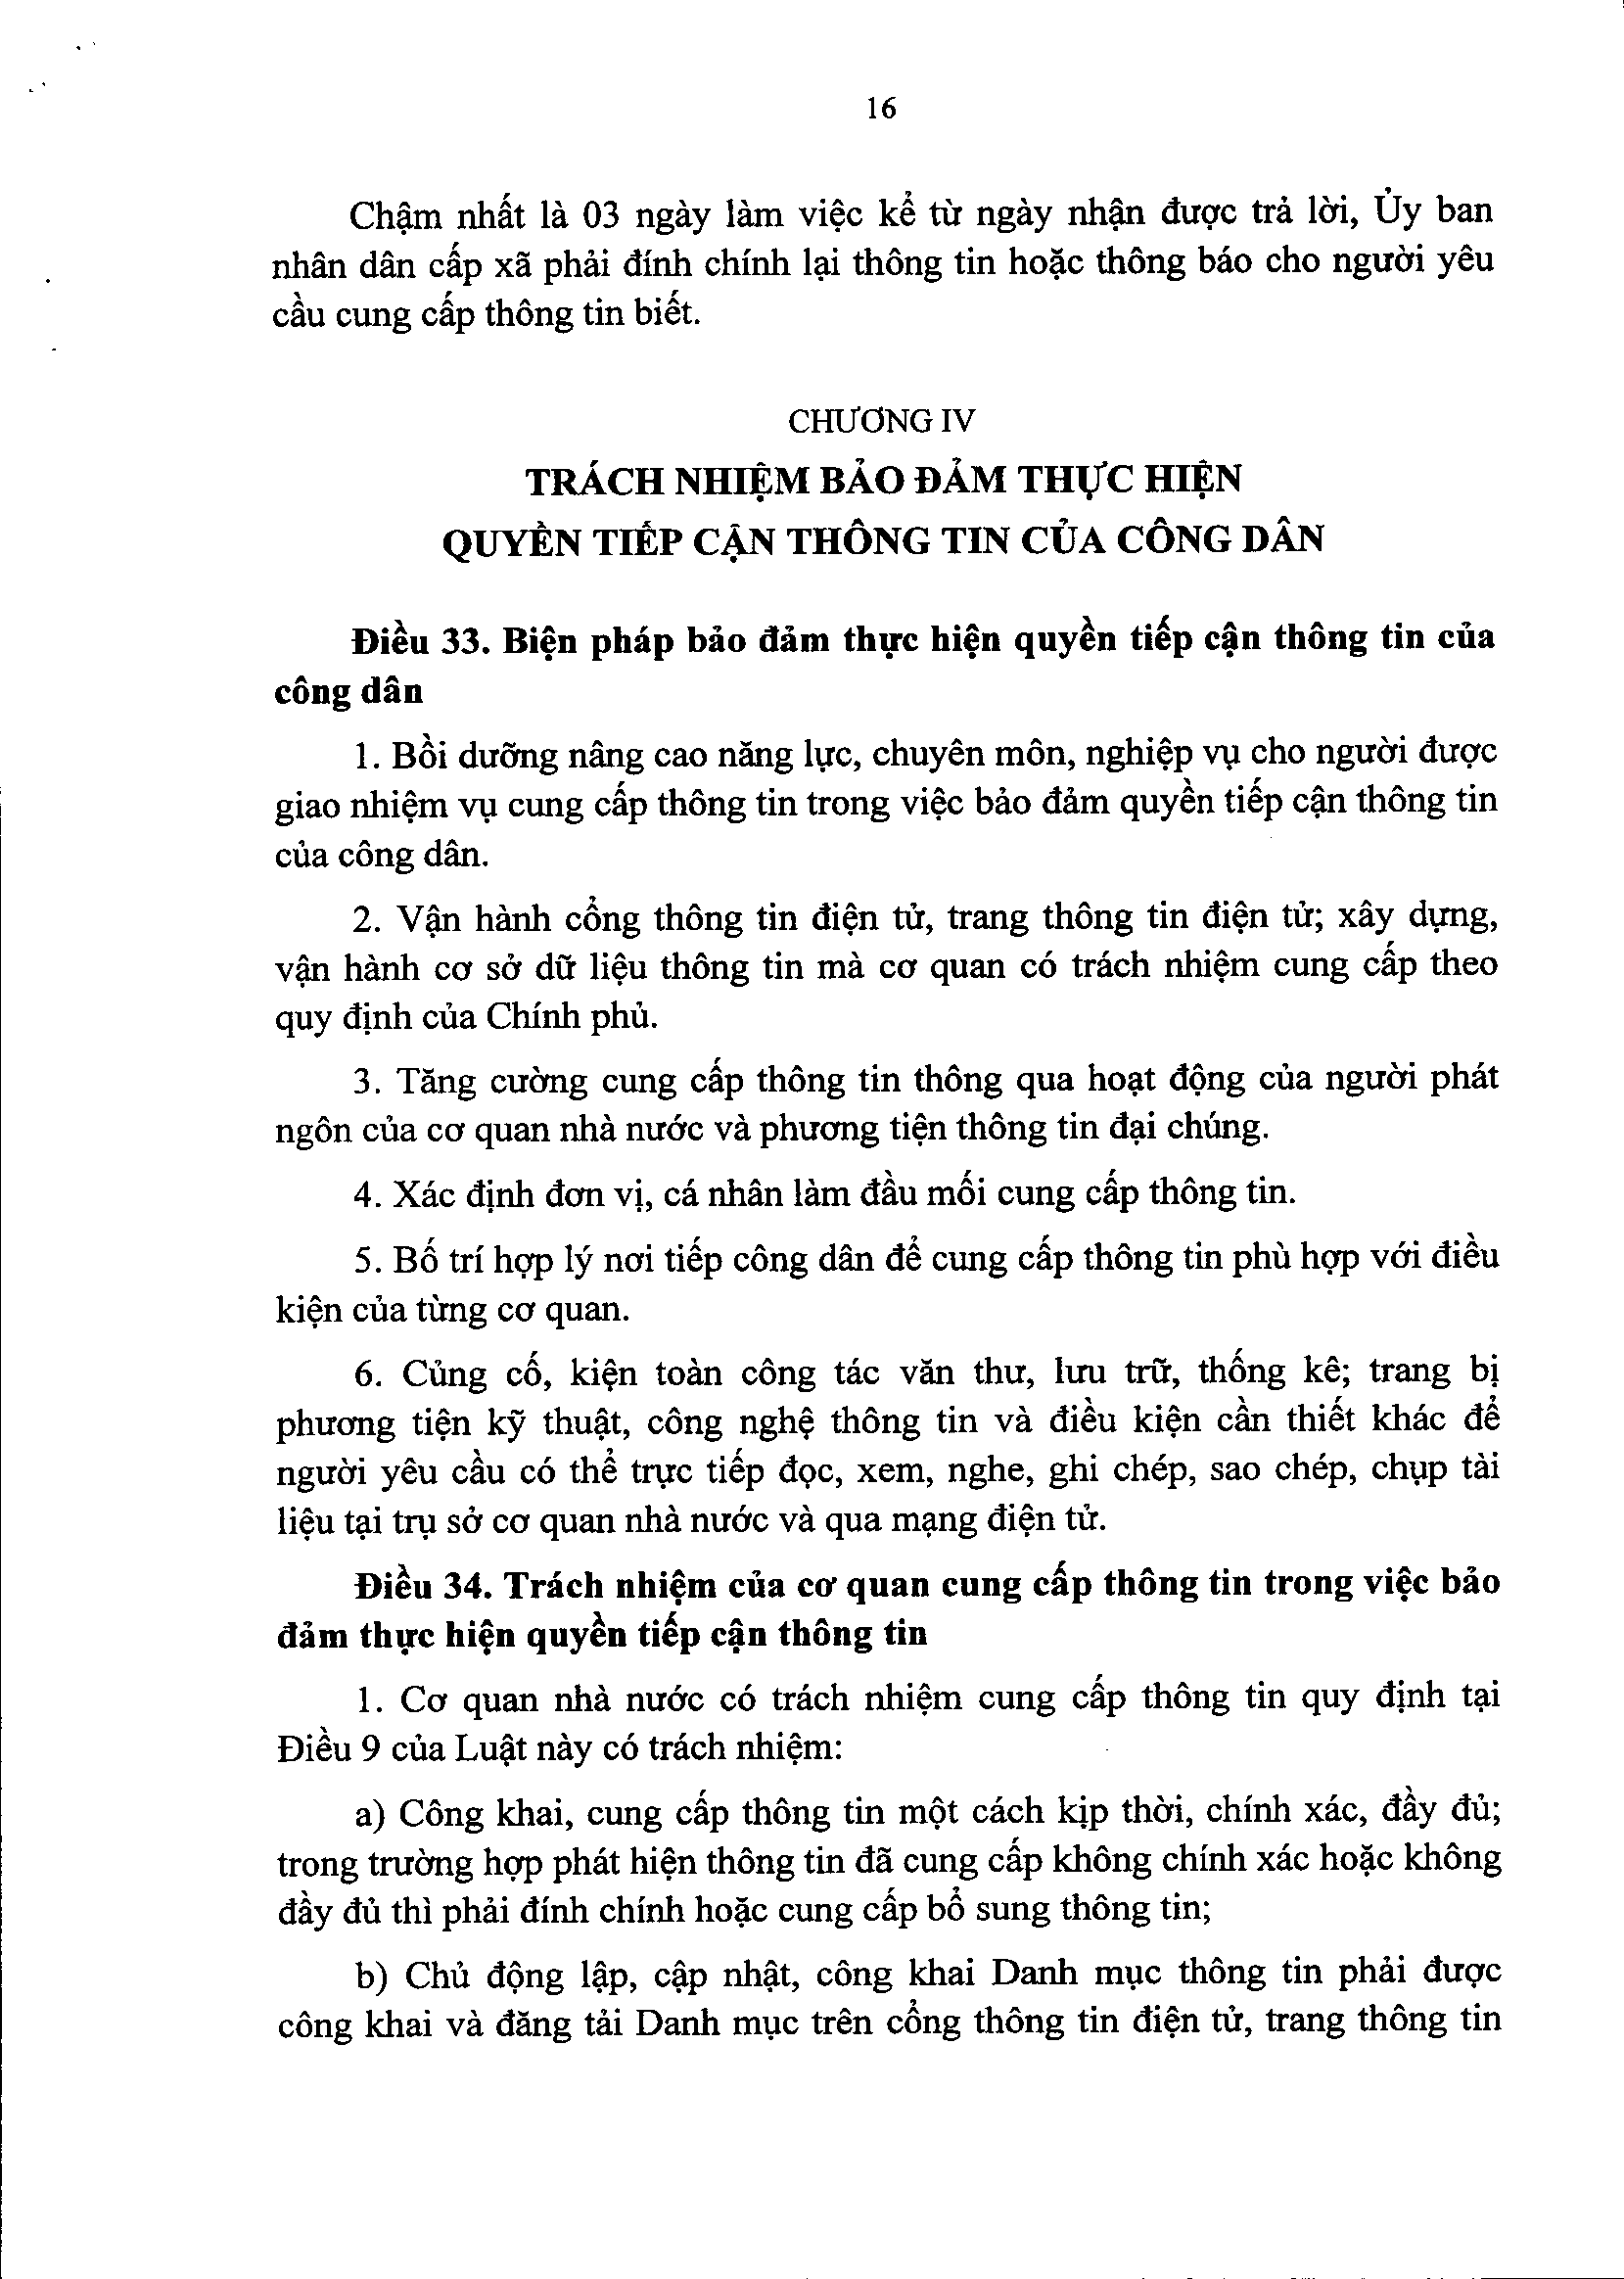 16
Chậm nhất là 03 ngày làm việc kể từ ngày nhận được trả lời, Ủy ban
nhân dân cấp xã phải đính chính lại thông tin hoặc thông báo cho người yêu
cầu cung cấp thông tin biết.
CHƯƠNG IV
TRÁCH NHIỆM BẢO ĐẢM THỰC HIỆN
QUYỀN TIẾP CẬN THÔNG TIN CỦA CÔNG DÂN
Điều 33. Biện pháp bảo đảm thực hiện quyền tiếp cận thông tin của
công dân
1. Bồi dưỡng nâng cao năng lực, chuyên môn, nghiệp vụ cho người được
giao nhiệm vụ cung cấp thông tin trong việc bảo đảm quyền tiếp cận thông tin
của công dân.
2. Vận hành cổng thông tin điện tử, trang thông tin điện tử; xây dựng,
vận hành cơ sở dữ liệu thông tin mà cơ quan có trách nhiệm cung cấp theo
quy định của Chính phủ.
3. Tăng cường cung cấp thông tin thông qua hoạt động của người phát
ngôn của cơ quan nhà nước và phương tiện thông tin đại chúng.
4. Xác định đơn vị, cá nhân làm đầu mối cung cấp thông tin.
5. Bố trí hợp lý nơi tiếp công dân để cung cấp thông tin phù hợp với điều
kiện của từng cơ quan.
6. Củng cố, kiện toàn công tác văn thư, lưu trữ, thống kê; trang bị
phương tiện kỹ thuật, công nghệ thông tin và điều kiện cần thiết khác để
người yêu cầu có thể trực tiếp đọc, xem, nghe, ghi chép, sao chép, chụp tài
liệu tại trụ sở cơ quan nhà nước và qua mạng điện tử.
Điều 34. Trách nhiệm của cơ quan cung cấp thông tin trong việc bảo
đảm thực hiện quyền tiếp cận thông tin
1. Cơ quan nhà nước có trách nhiệm cung cấp thông tin quy định tại
Điều 9 của Luật này có trách nhiệm:
a) Công khai, cung cấp thông tin một cách kịp thời, chính xác, đầy đủ;
trong trường hợp phát hiện thông tin đã cung cấp không chính xác hoặc không
đầy đủ thì phải đính chính hoặc cung cấp bổ sung thông tin;
b) Chủ động lập, cập nhật, công khai Danh mục thông tin phải được
công khai và đăng tải Danh mục trên cổng thông tin điện tử, trang thông tin